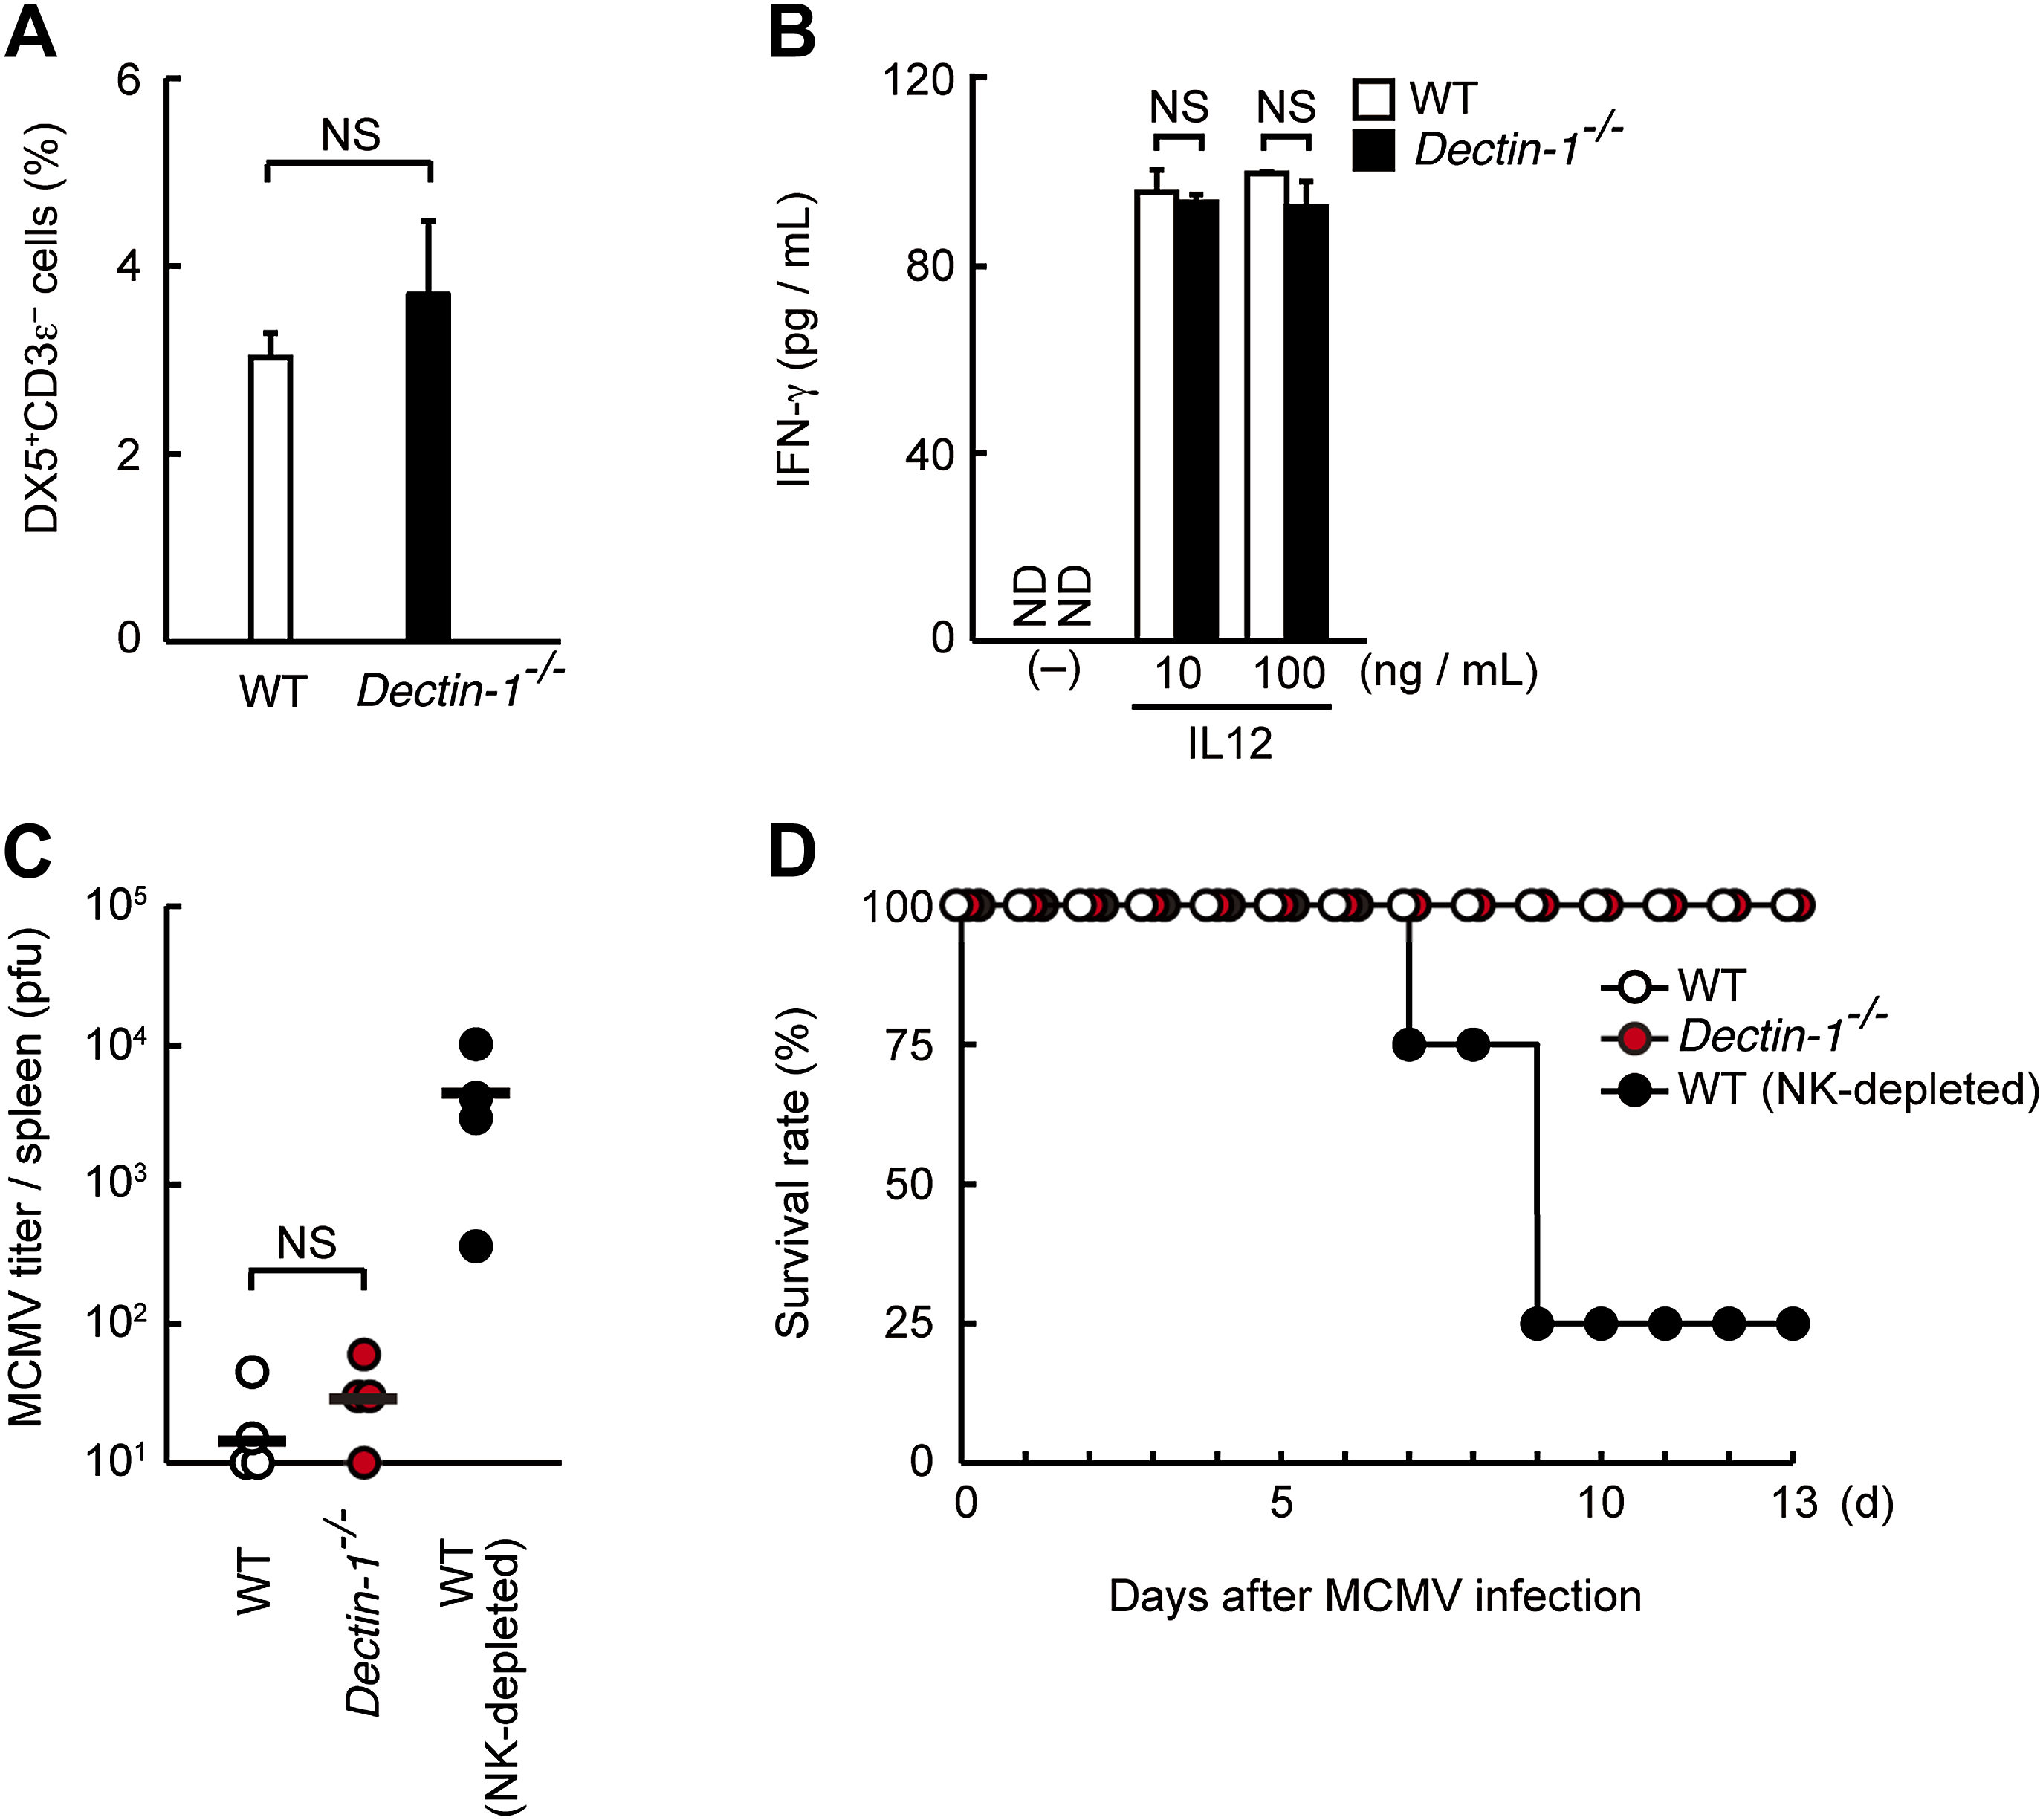 A
6
4
2
0
DX5⁺CD3ε⁻ cells (%)
NS
WT
Dectin-1⁻/⁻
B
120
80
40
0
IFN-γ (pg / mL)
NS
NS
WT
Dectin-1⁻/⁻
ND
ND
(–)
10
100
(ng / mL)
IL12
C
10⁵
10⁴
10³
10²
10¹
MCMV titer / spleen (pfu)
NS
WT
Dectin-1⁻/⁻
WT
(NK-depleted)
D
100
75
50
25
0
Survival rate (%)
WT
Dectin-1⁻/⁻
WT (NK-depleted)
0
5
10
13
(d)
Days after MCMV infection